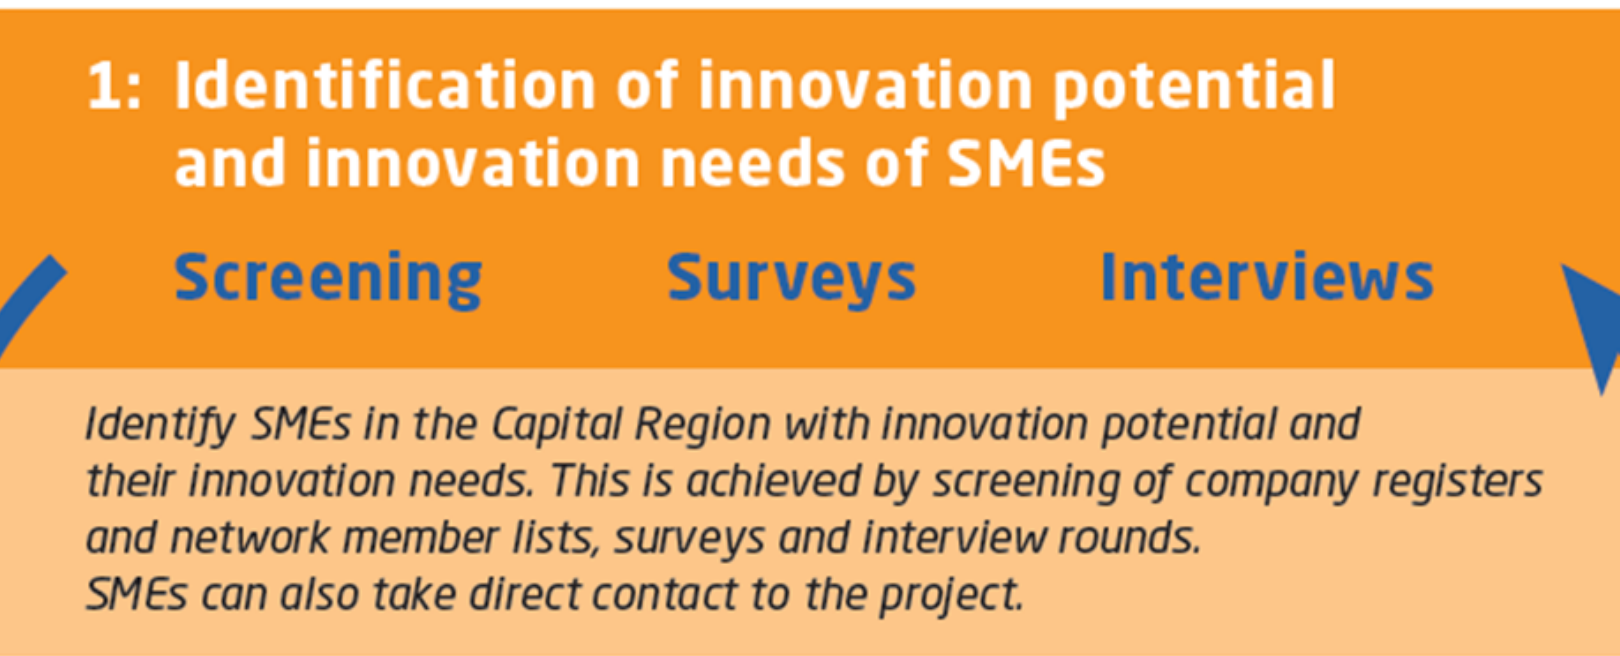 1: Identification of innovation potential
and innovation needs of SMEs
Screening Surveys Interviews
Identify SMEs in the Capital Region with innovation potential and
their innovation needs. This is achieved by screening of company registers
and network member lists, surveys and interview rounds.
SMEs can also take direct contact to the project.